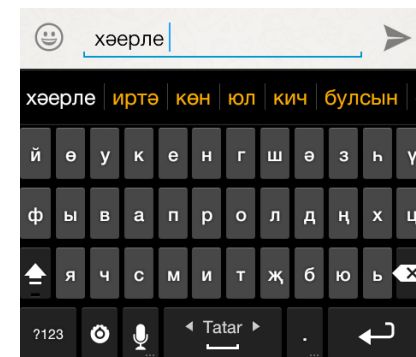 хәерле
хәерле иртә көн юл кич булсын
й ө у к е н г ш ә з һ ү
ф ы в а п р о л д ң х ц
я ч с м и т җ б ю ь
?123 Tatar . ...